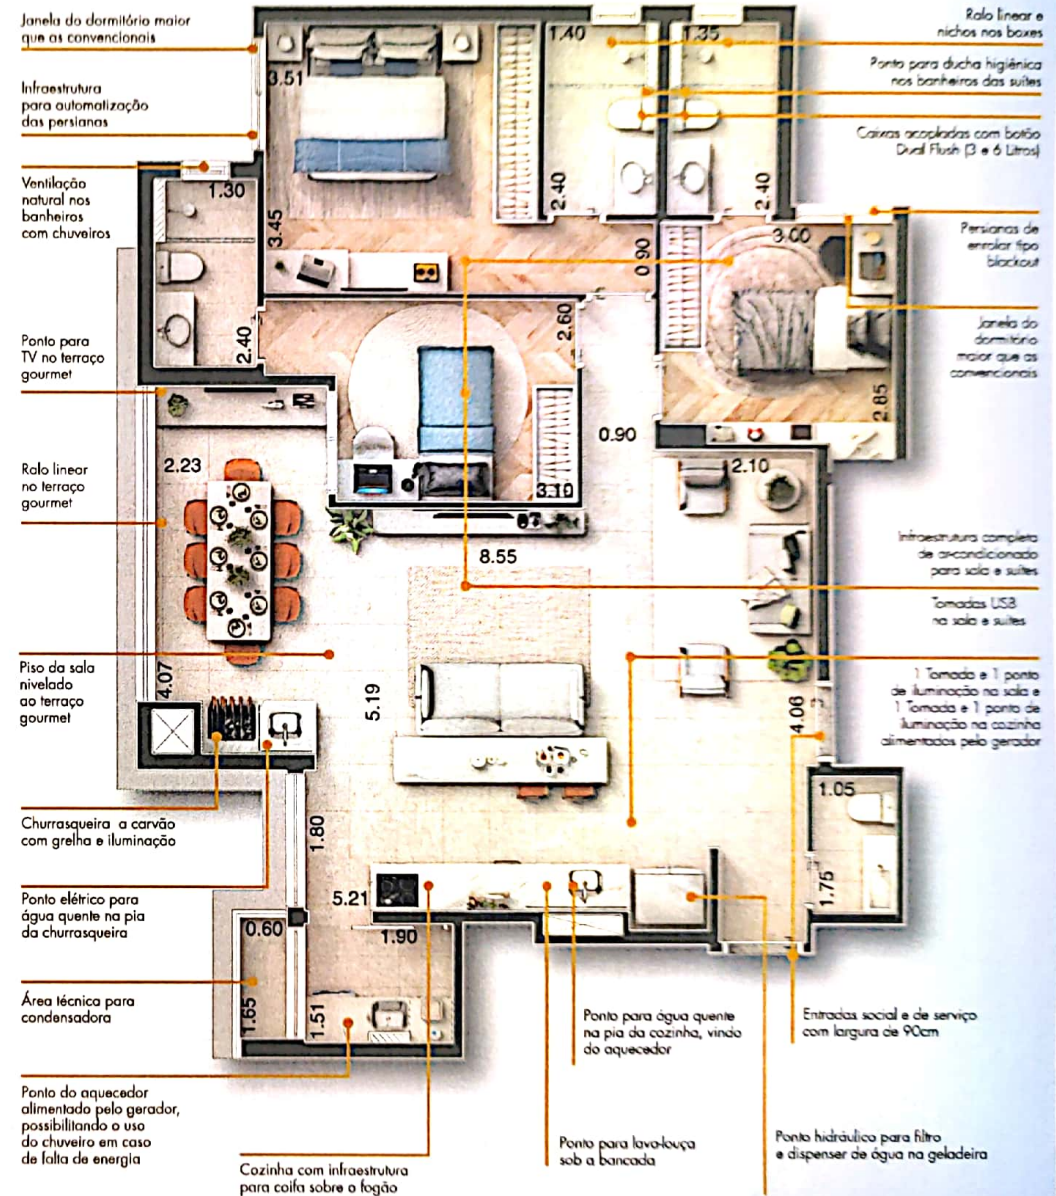 Janela do dormitório maior
que as convencionais
Infraestrutura
para automatização
das persianas
Ventilação
natural nos
banheiros
com chuveiros
Ponto para
TV no terraço
gourmet
Ralo linear
no terraço
gourmet
Piso da sala
nivelado
ao terraço
gourmet
Churrasqueira a carvão
com grelha e iluminação
Ponto elétrico para
água quente na pia
da churrasqueira
Área técnica para
condensadora
Ponto do aquecedor
alimentado pelo gerador,
possibilitando o uso
do chuveiro em caso
de falta de energia
Cozinha com infraestrutura
para coifa sobre o fogão
1.40
1.35
3.51
2.40
2.40
1.30
3.45
0.90
3.00
2.40
2.60
2.85
0.90
2.23
3.10
2.10
8.55
4.07
5.19
4.06
1.05
1.80
1.75
5.21
0.60
1.90
1.65
1.51
Ralo linear e
nichos nos boxes
Ponto para ducha higiênica
nos banheiros das suítes
Caixas acopladas com botão
Dual Flush (3 e 6 Litros)
Persianas de
enrolar tipo
blackout
Janela do
dormitório
maior que as
convencionais
Infraestrutura completa
de ar-condicionado
para sala e suítes
Tomadas USB
na sala e suítes
1 Tomada e 1 ponto
de iluminação na sala e
1 Tomada e 1 ponto de
iluminação na cozinha
alimentados pelo gerador
Entradas social e de serviço
com largura de 90cm
Ponto para água quente
na pia da cozinha, vindo
do aquecedor
Ponto para lava-louça
sob a bancada
Ponto hidráulico para filtro
e dispenser de água na geladeira